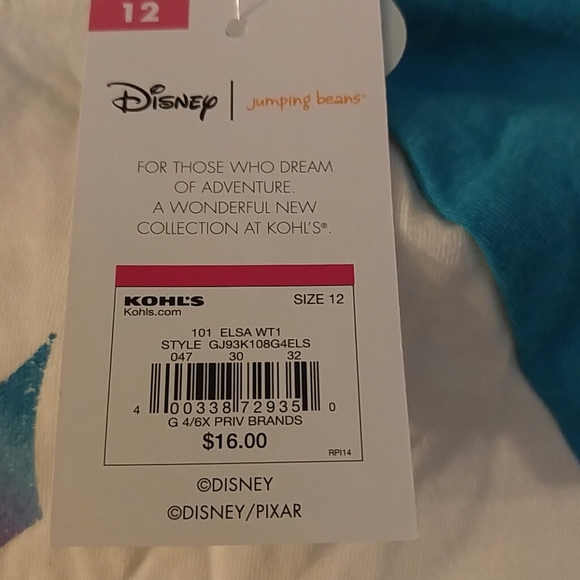 12
Disney | jumping beans
FOR THOSE WHO DREAM
OF ADVENTURE.
A WONDERFUL NEW
COLLECTION AT KOHL'S®.
KOHL'S SIZE 12
Kohls.com
101 ELSA WT1
STYLE GJ93K108G4ELS
047 30 32
4 00338 72935 0
G 4/6X PRIV BRANDS
$16.00
RPI14
©DISNEY
©DISNEY/PIXAR